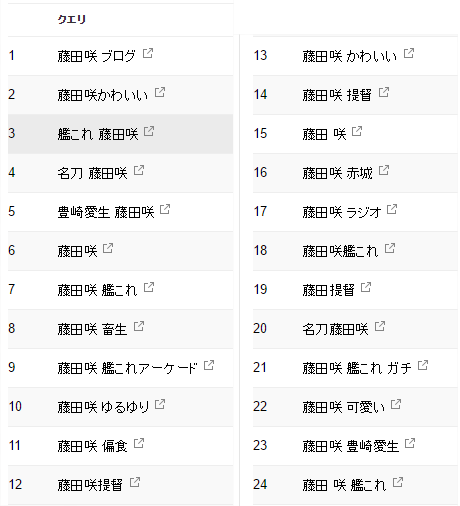 クエリ
1 藤田咲 ブログ
2 藤田咲かわいい
3 艦これ 藤田咲
4 名刀 藤田咲
5 豊崎愛生 藤田咲
6 藤田咲
7 藤田咲 艦これ
8 藤田咲 畜生
9 藤田咲 艦これアーケード
10 藤田咲 ゆるゆり
11 藤田咲 偏食
12 藤田咲提督
13 藤田咲 かわいい
14 藤田咲 提督
15 藤田 咲
16 藤田咲 赤城
17 藤田咲 ラジオ
18 藤田咲艦これ
19 藤田提督
20 名刀藤田咲
21 藤田咲 艦これ ガチ
22 藤田咲 可愛い
23 藤田咲 豊崎愛生
24 藤田 咲 艦これ